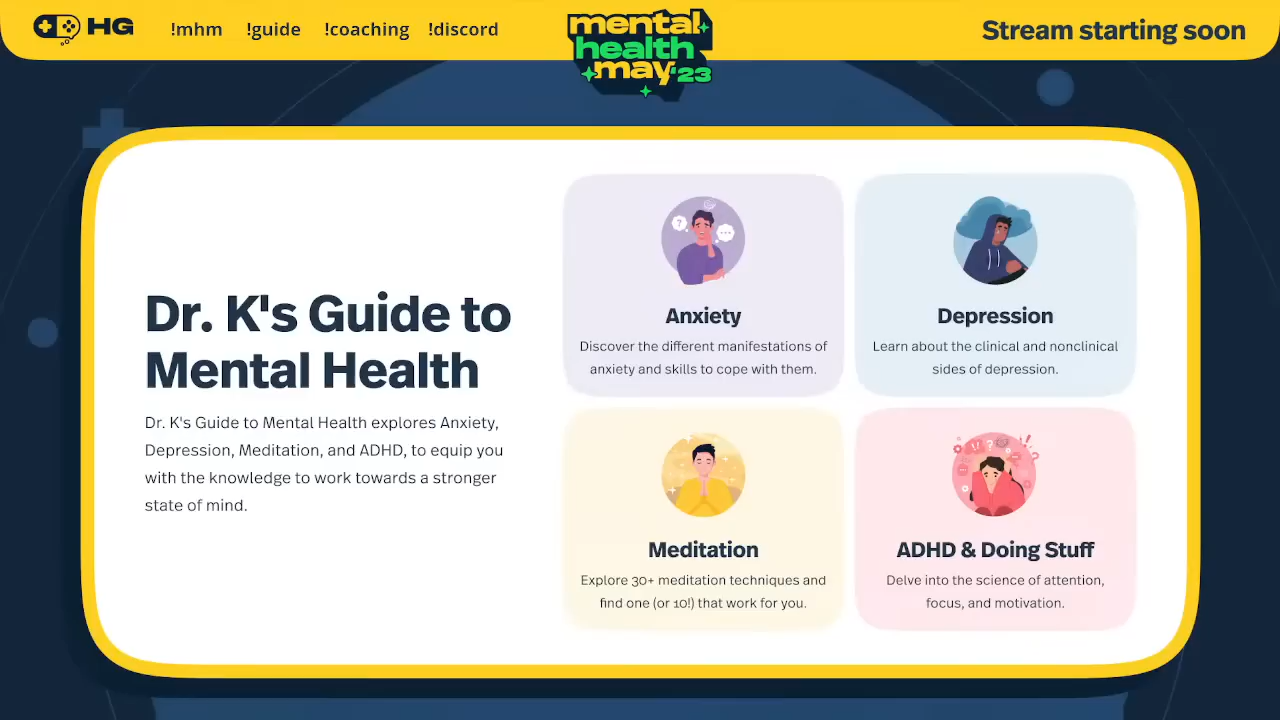 HG
!mhm
!guide
!coaching
!discord
mental
health
may'23
Stream starting soon
Dr. K's Guide to
Mental Health
Dr. K's Guide to Mental Health explores Anxiety,
Depression, Meditation, and ADHD, to equip you
with the knowledge to work towards a stronger
state of mind.
Anxiety
Discover the different manifestations of
anxiety and skills to cope with them.
Depression
Learn about the clinical and nonclinical
sides of depression.
Meditation
Explore 30+ meditation techniques and
find one (or 10!) that work for you.
ADHD & Doing Stuff
Delve into the science of attention,
focus, and motivation.